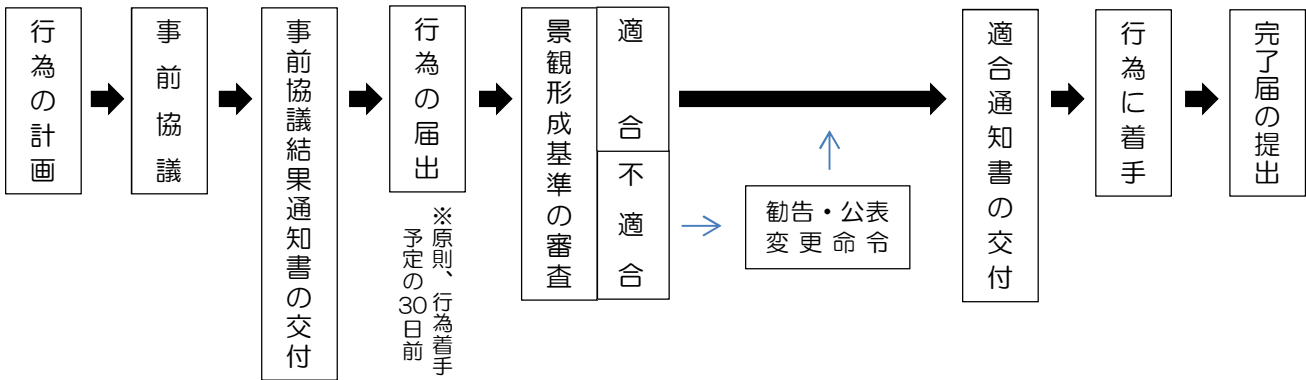 行為の計画
事前協議
事前協議結果通知書の交付
行為の届出
※原則、行為着手
予定の30日前
景観形成基準の審査
適合
不適合
勧告・公表
変更命令
適合通知書の交付
行為に着手
完了届の提出